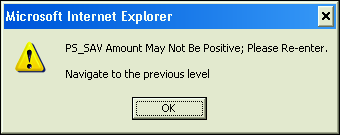 Microsoft Internet Explorer
PS_SAV Amount May Not Be Positive; Please Re-enter.
Navigate to the previous level
OK